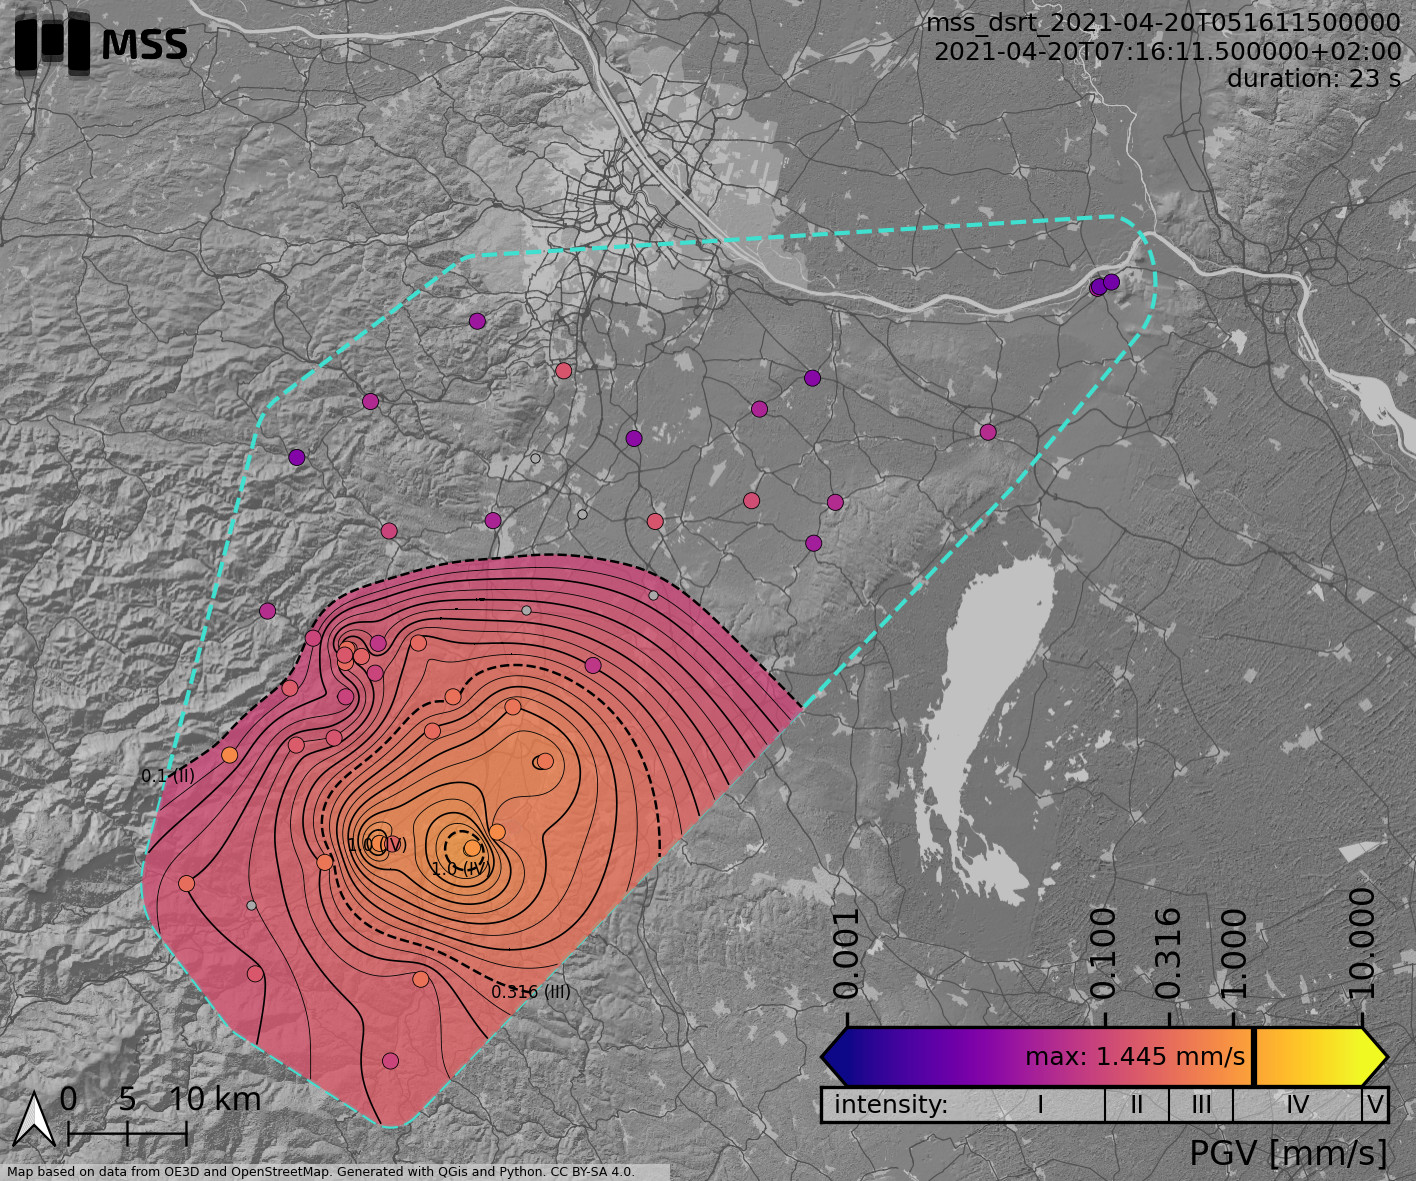 MSS
mss_dsrt_2021-04-20T051611500000
2021-04-20T07:16:11.500000+02:00
duration: 23 s
0.1 (II)
1.0 (IV)
1.0 (IV)
0.316 (III)
0.001
0.100
0.316
1.000
10.000
max: 1.445 mm/s
intensity: I II III IV V
PGV [mm/s]
0 5 10 km
Map based on data from OE3D and OpenStreetMap. Generated with QGis and Python. CC BY-SA 4.0.